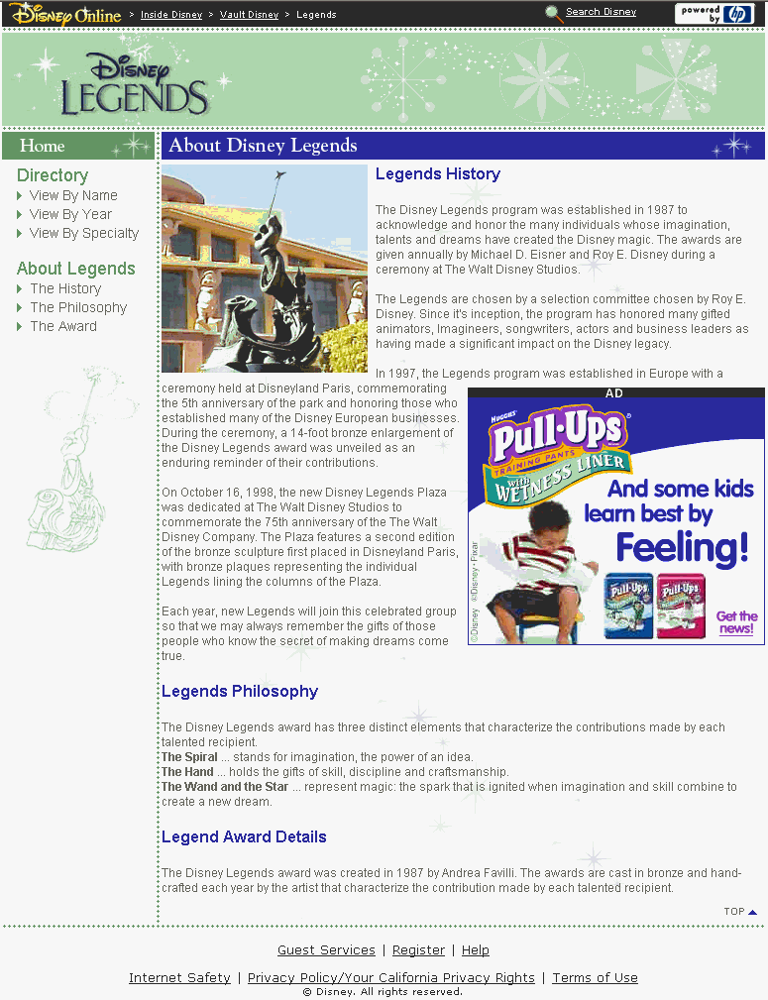 Disney Online > Inside Disney > Vault Disney > Legends
Search Disney
powered by hp
Disney
LEGENDS
Home
About Disney Legends
Directory
View By Name
View By Year
View By Specialty
About Legends
The History
The Philosophy
The Award
Legends History
The Disney Legends program was established in 1987 to
acknowledge and honor the many individuals whose imagination,
talents and dreams have created the Disney magic. The awards are
given annually by Michael D. Eisner and Roy E. Disney during a
ceremony at The Walt Disney Studios.
The Legends are chosen by a selection committee chosen by Roy E.
Disney. Since it's inception, the program has honored many gifted
animators, Imagineers, songwriters, actors and business leaders as
having made a significant impact on the Disney legacy.
In 1997, the Legends program was established in Europe with a
ceremony held at Disneyland Paris, commemorating
the 5th anniversary of the park and honoring those who
established many of the Disney European businesses.
During the ceremony, a 14-foot bronze enlargement of
the Disney Legends award was unveiled as an
enduring reminder of their contributions.
On October 16, 1998, the new Disney Legends Plaza
was dedicated at The Walt Disney Studios to
commemorate the 75th anniversary of the The Walt
Disney Company. The Plaza features a second edition
of the bronze sculpture first placed in Disneyland Paris,
with bronze plaques representing the individual
Legends lining the columns of the Plaza.
Each year, new Legends will join this celebrated group
so that we may always remember the gifts of those
people who know the secret of making dreams come
true.
AD
HUGGIES
Pull-Ups
TRAINING PANTS
with
WETNESS LINER
And some kids
learn best by
Feeling!
©Disney ©Disney • Pixar
Pull-Ups
Pull-Ups
Get the
news!
Legends Philosophy
The Disney Legends award has three distinct elements that characterize the contributions made by each
talented recipient.
The Spiral ... stands for imagination, the power of an idea.
The Hand ... holds the gifts of skill, discipline and craftsmanship.
The Wand and the Star ... represent magic: the spark that is ignited when imagination and skill combine to
create a new dream.
Legend Award Details
The Disney Legends award was created in 1987 by Andrea Favilli. The awards are cast in bronze and hand-
crafted each year by the artist that characterize the contribution made by each talented recipient.
TOP
Guest Services | Register | Help
Internet Safety | Privacy Policy/Your California Privacy Rights | Terms of Use
© Disney. All rights reserved.